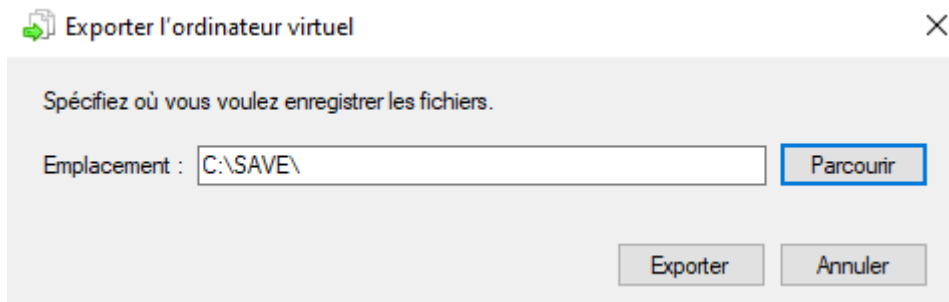 Exporter l'ordinateur virtuel
Spécifiez où vous voulez enregistrer les fichiers.
Emplacement : C:\SAVE\ Parcourir
Exporter Annuler